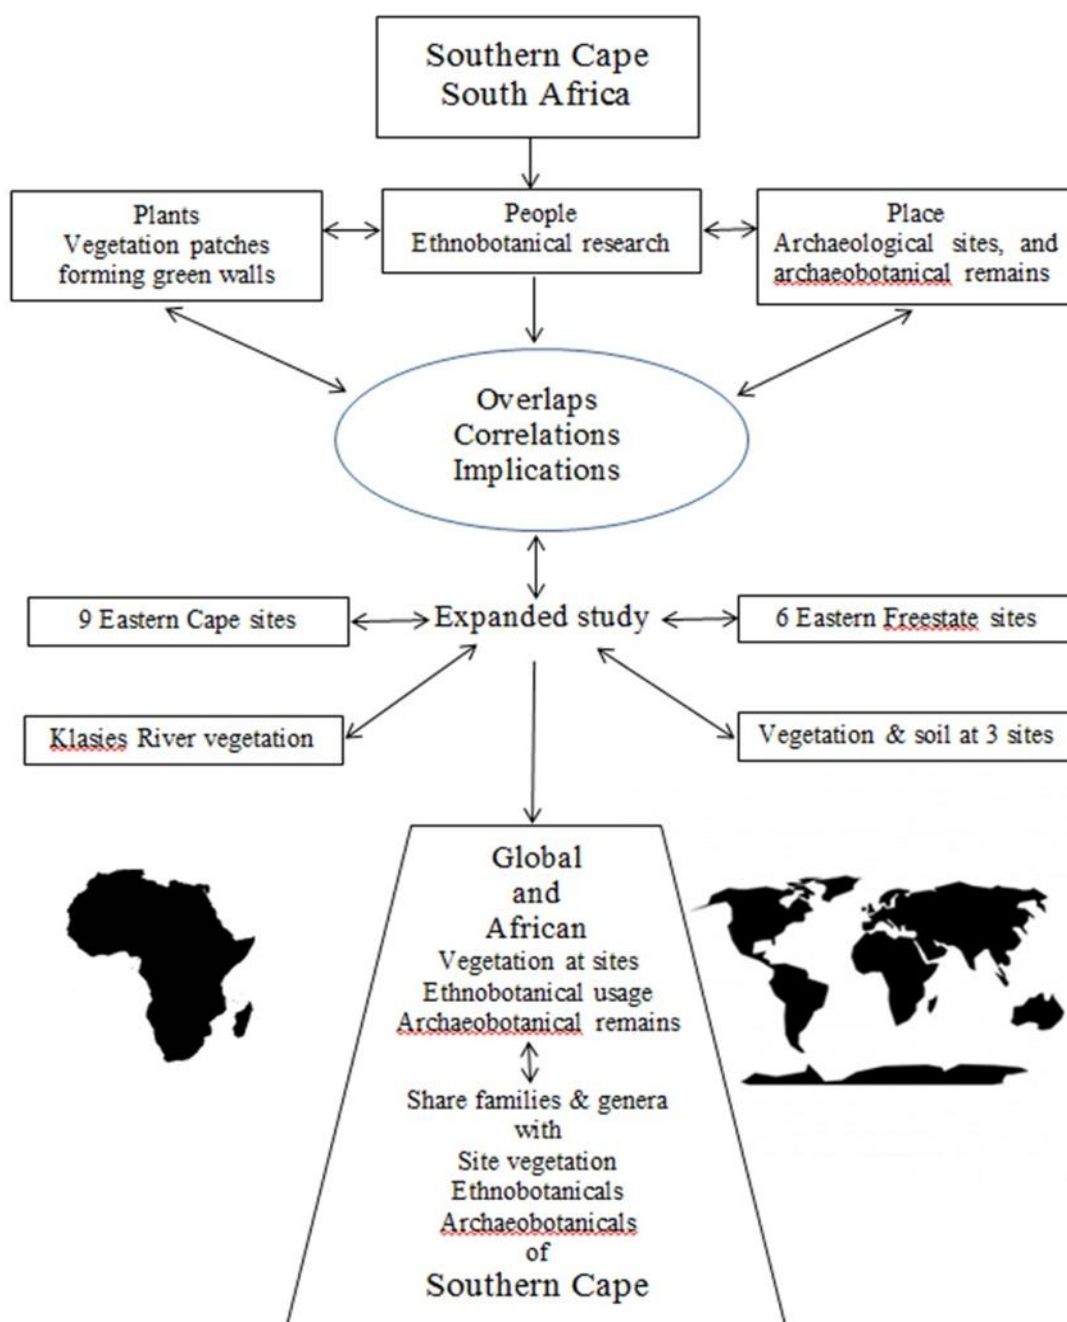 Southern Cape
South Africa
Plants
Vegetation patches
forming green walls
People
Ethnobotanical research
Place
Archaeological sites, and
archaeobotanical remains
Overlaps
Correlations
Implications
9 Eastern Cape sites
Expanded study
6 Eastern Freestate sites
Klasies River vegetation
Vegetation & soil at 3 sites
Global
and
African
Vegetation at sites
Ethnobotanical usage
Archaeobotanical remains
Share families & genera
with
Site vegetation
Ethnobotanicals
Archaeobotanicals
of
Southern Cape